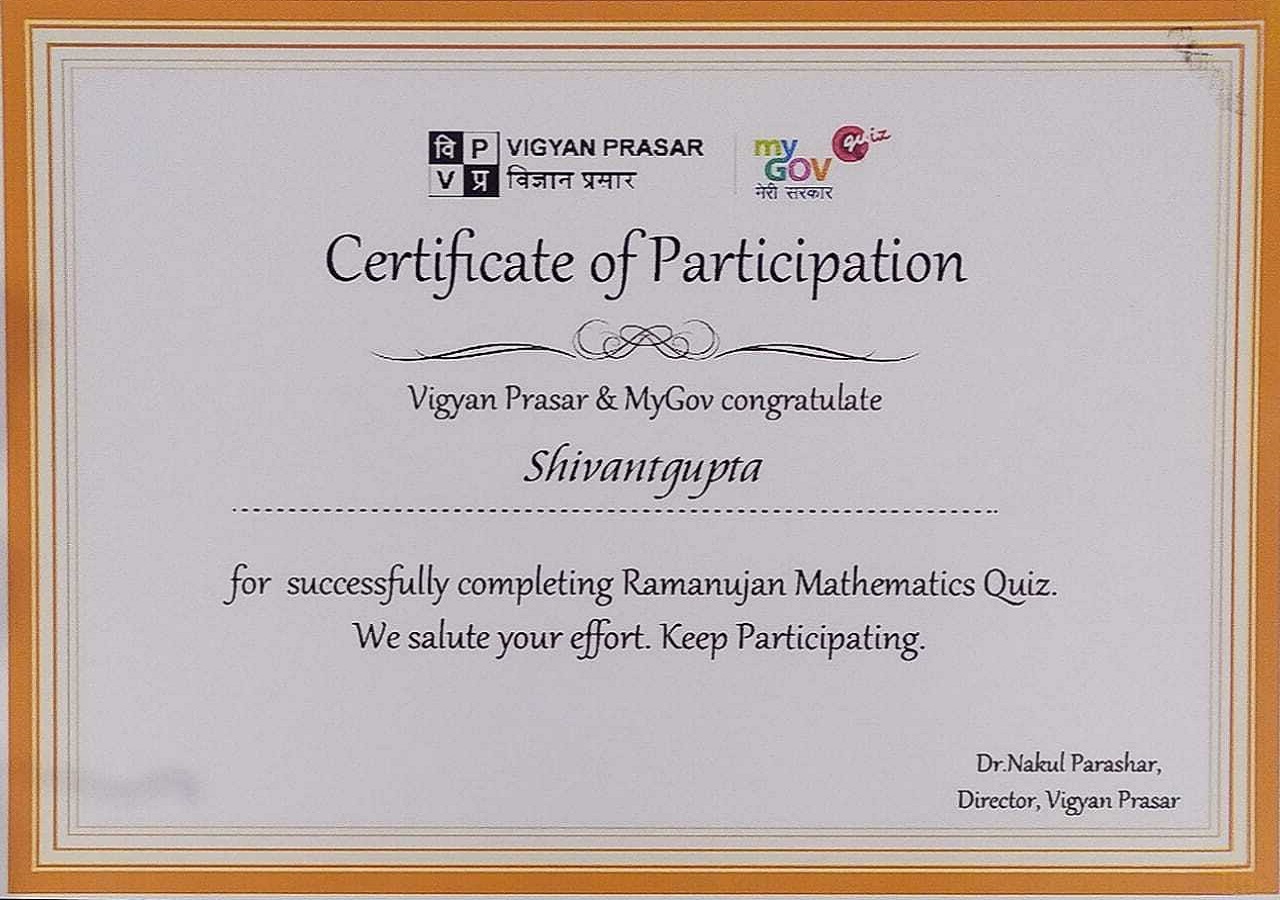 वि P VIGYAN PRASAR
V प्र विज्ञान प्रसार
my Quiz
GOV
मेरी सरकार
Certificate of Participation
Vigyan Prasar & MyGov congratulate
Shivantgupta
for successfully completing Ramanujan Mathematics Quiz.
We salute your effort. Keep Participating.
Dr.Nakul Parashar,
Director, Vigyan Prasar